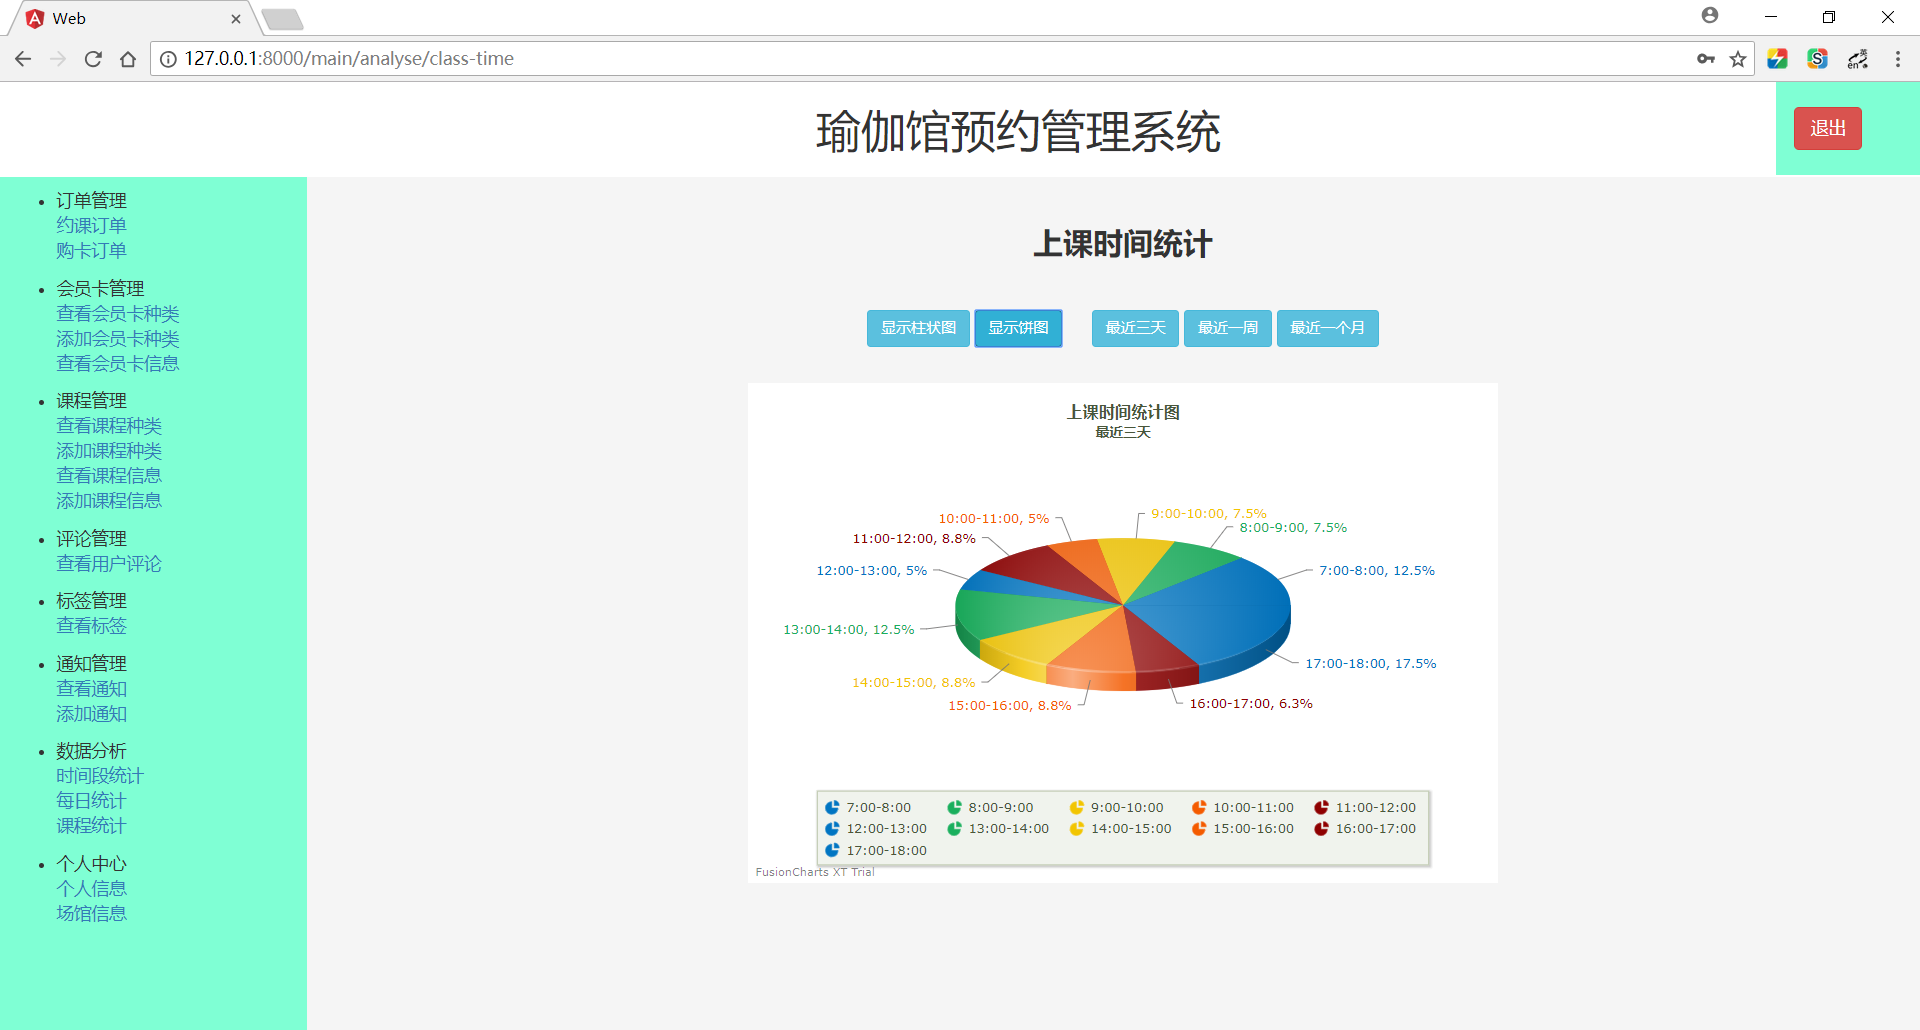 Web
127.0.0.1:8000/main/analyse/class-time
瑜伽馆预约管理系统
退出
订单管理
约课订单
购卡订单
会员卡管理
查看会员卡种类
添加会员卡种类
查看会员卡信息
课程管理
查看课程种类
添加课程种类
查看课程信息
添加课程信息
评论管理
查看用户评论
标签管理
查看标签
通知管理
查看通知
添加通知
数据分析
时间段统计
每日统计
课程统计
个人中心
个人信息
场馆信息
上课时间统计
显示柱状图 显示饼图 最近三天 最近一周 最近一个月
上课时间统计图
最近三天
9:00-10:00, 7.5%
10:00-11:00, 5%
8:00-9:00, 7.5%
11:00-12:00, 8.8%
12:00-13:00, 5%
7:00-8:00, 12.5%
13:00-14:00, 12.5%
17:00-18:00, 17.5%
14:00-15:00, 8.8%
15:00-16:00, 8.8%
16:00-17:00, 6.3%
7:00-8:00 8:00-9:00 9:00-10:00 10:00-11:00 11:00-12:00
12:00-13:00 13:00-14:00 14:00-15:00 15:00-16:00 16:00-17:00
17:00-18:00
FusionCharts XT Trial